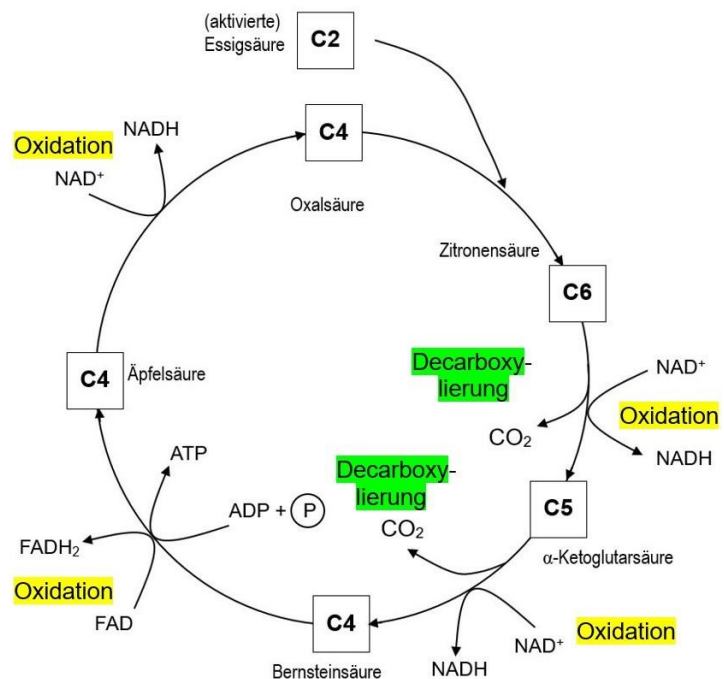 (aktivierte)
Essigsäure
C2
C4
Oxalsäure
Oxidation
NADH
NAD⁺
Zitronensäure
C6
Decarboxy-
lierung
CO₂
NAD⁺
Oxidation
NADH
C5
α-Ketoglutarsäure
Decarboxy-
lierung
CO₂
NAD⁺
Oxidation
NADH
C4
Bernsteinsäure
ATP
ADP + P
FADH₂
Oxidation
FAD
C4
Äpfelsäure